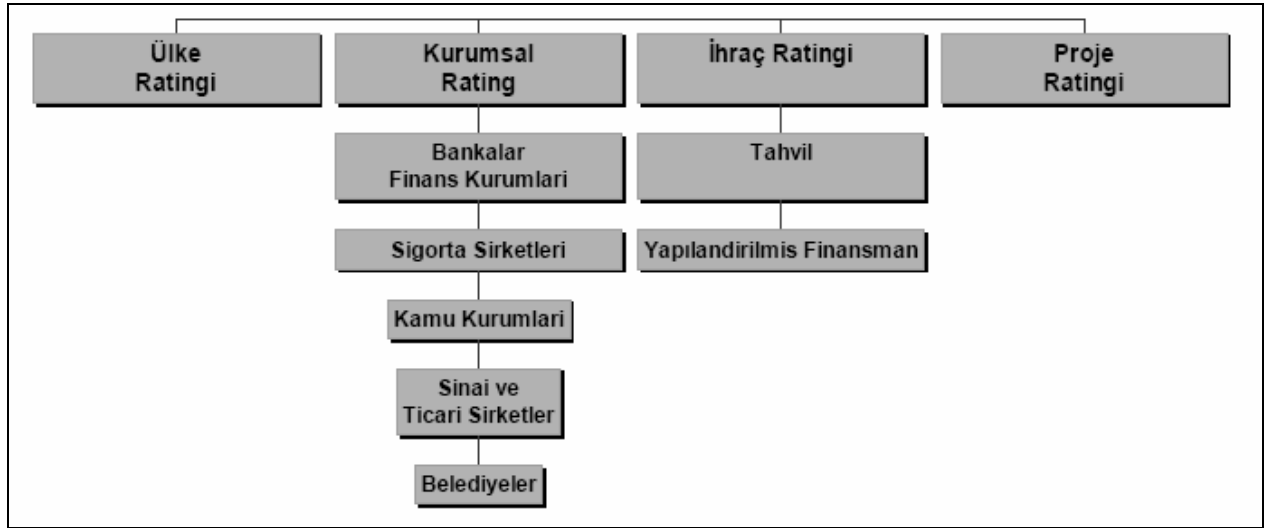 Ülke
Ratingi
Kurumsal
Rating
İhraç Ratingi
Proje
Ratingi
Bankalar
Finans Kurumlari
Tahvil
Sigorta Sirketleri
Yapılandirilmis Finansman
Kamu Kurumlari
Sinai ve
Ticari Sirketler
Belediyeler